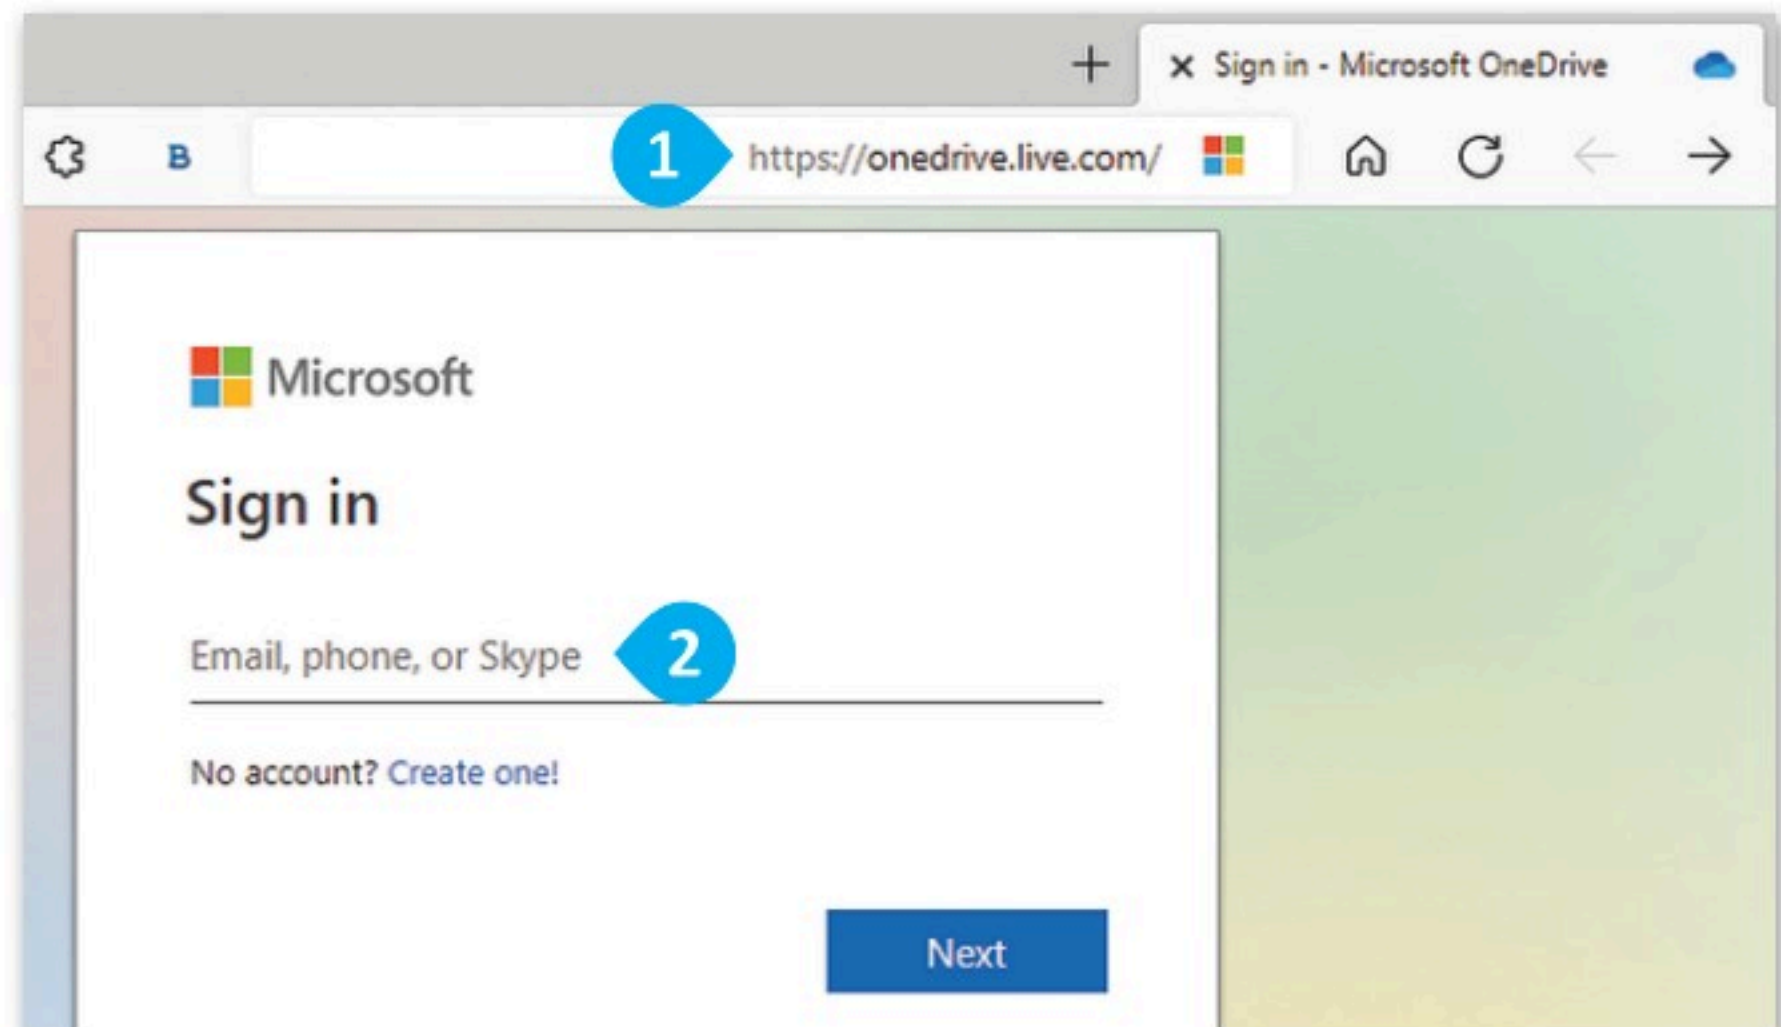 + × Sign in - Microsoft OneDrive
B 1 https://onedrive.live.com/
Microsoft
Sign in
Email, phone, or Skype 2
No account? Create one!
Next